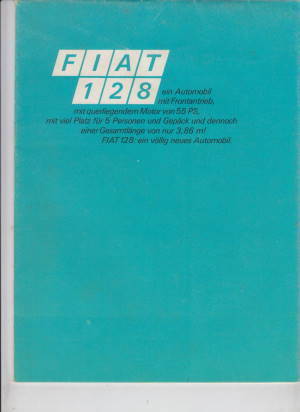 FIAT
128 ein Automobil
mit Frontantrieb,
mit querliegendem Motor von 55 PS,
mit viel Platz für 5 Personen und Gepäck und dennoch
einer Gesamtlänge von nur 3,86 m!
FIAT 128: ein völlig neues Automobil.